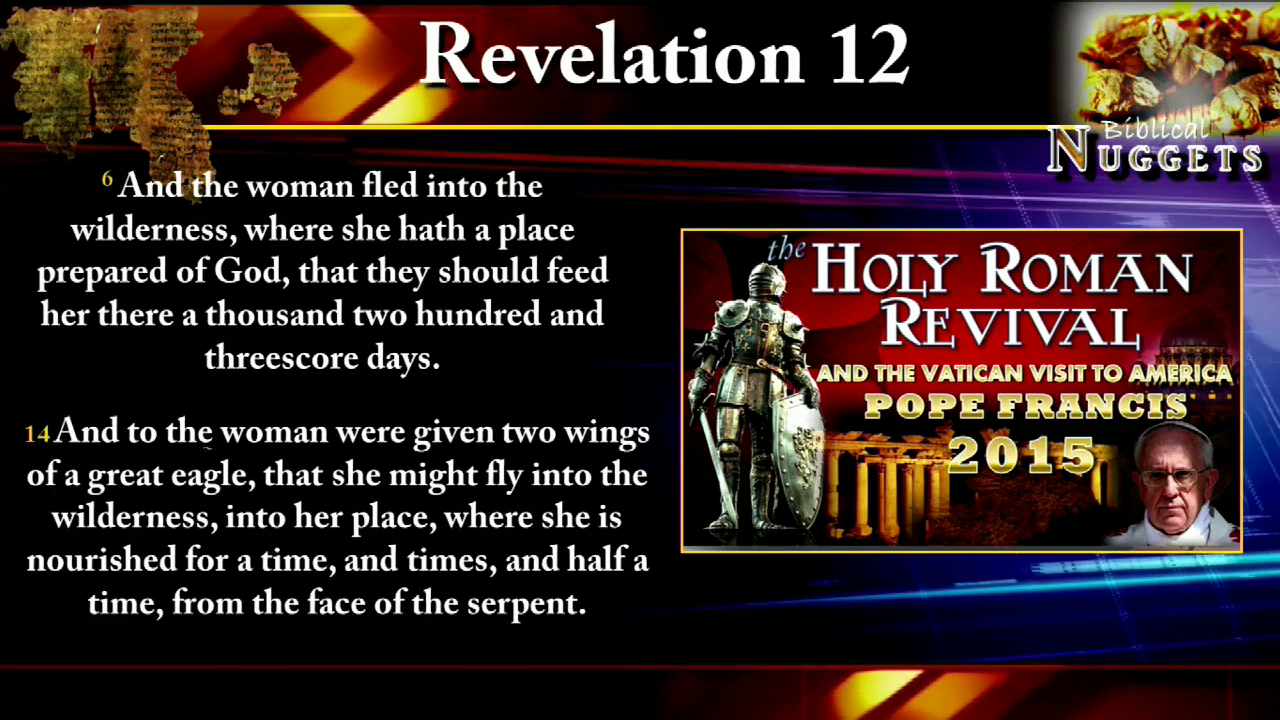 Revelation 12
Biblical
NUGGETS
6 And the woman fled into the
wilderness, where she hath a place
prepared of God, that they should feed
her there a thousand two hundred and
threescore days.
14 And to the woman were given two wings
of a great eagle, that she might fly into the
wilderness, into her place, where she is
nourished for a time, and times, and half a
time, from the face of the serpent.
the HOLY ROMAN
REVIVAL
AND THE VATICAN VISIT TO AMERICA
POPE FRANCIS
2015